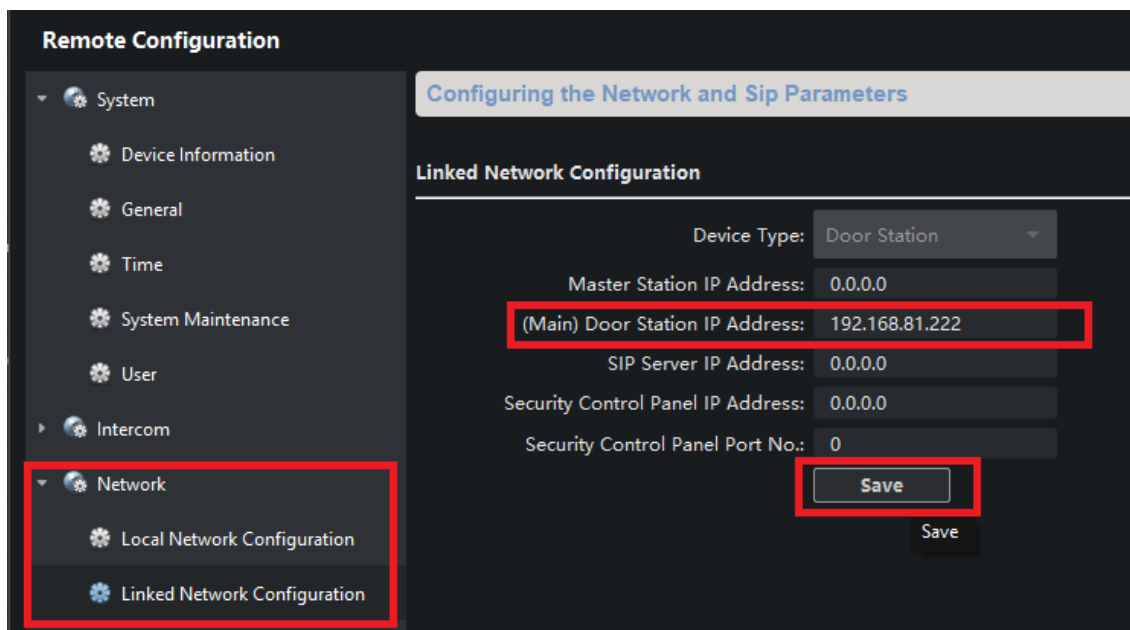 Remote Configuration
System
Device Information
General
Time
System Maintenance
User
Intercom
Network
Local Network Configuration
Linked Network Configuration
Configuring the Network and Sip Parameters
Linked Network Configuration
Device Type: Door Station
Master Station IP Address: 0.0.0.0
(Main) Door Station IP Address: 192.168.81.222
SIP Server IP Address: 0.0.0.0
Security Control Panel IP Address: 0.0.0.0
Security Control Panel Port No.: 0
Save
Save